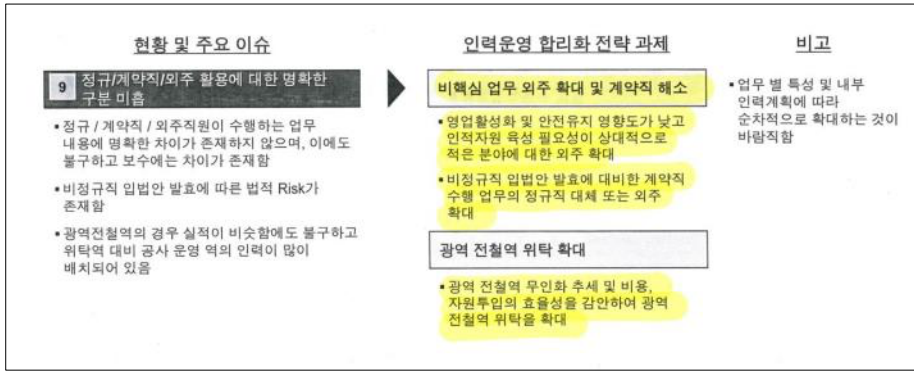 현황 및 주요 이슈
9 정규/계약직/외주 활용에 대한 명확한
구분 미흡
▪ 정규 / 계약직 / 외주직원이 수행하는 업무
내용에 명확한 차이가 존재하지 않으며, 이에도
불구하고 보수에는 차이가 존재함
▪ 비정규직 입법안 발효에 따른 법적 Risk가
존재함
▪ 광역전철역의 경우 실적이 비슷함에도 불구하고
위탁역 대비 공사 운영 역의 인력이 많이
배치되어 있음
인력운영 합리화 전략 과제
비핵심 업무 외주 확대 및 계약직 해소
▪ 영업활성화 및 안전유지 영향도가 낮고
인적자원 육성 필요성이 상대적으로
적은 분야에 대한 외주 확대
▪ 비정규직 입법안 발효에 대비한 계약직
수행 업무의 정규직 대체 또는 외주
확대
광역 전철역 위탁 확대
▪ 광역 전철역 무인화 추세 및 비용,
자원투입의 효율성을 감안하여 광역
전철역 위탁을 확대
비고
▪ 업무 별 특성 및 내부
인력계획에 따라
순차적으로 확대하는 것이
바람직함